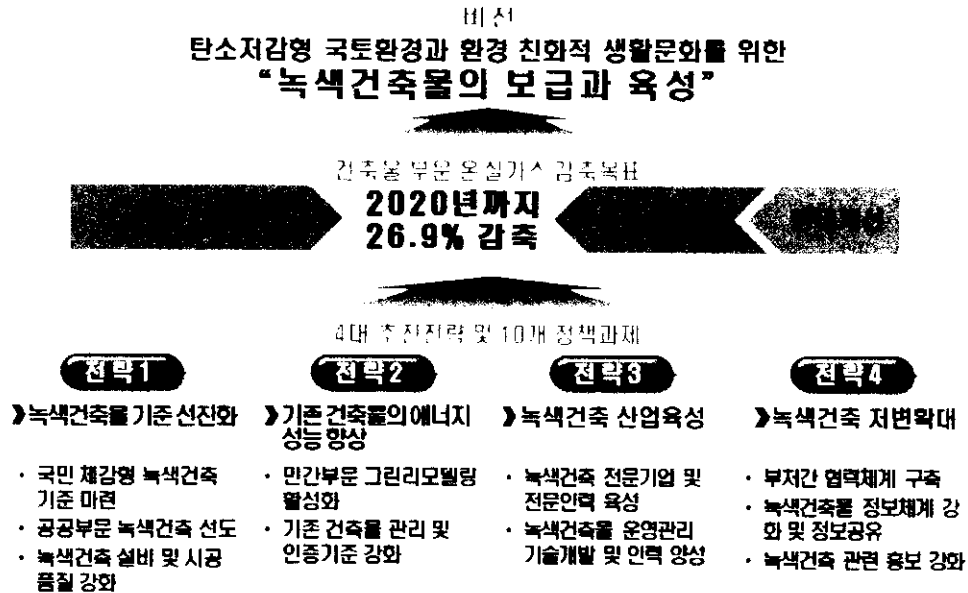 비전
탄소저감형 국토환경과 환경 친화적 생활문화를 위한
“녹색건축물의 보급과 육성”
건축물 부문 온실가스 감축목표
2020년까지
26.9% 감축
4대 추진전략 및 10개 정책과제
전략1
❯녹색건축물 기준 선진화
· 국민 체감형 녹색건축
기준 마련
· 공공부문 녹색건축 선도
· 녹색건축 설비 및 시공
품질 강화
전략2
❯기존 건축물의 에너지
성능 향상
· 민간부문 그린리모델링
활성화
· 기존 건축물 관리 및
인증기준 강화
전략3
❯녹색건축 산업육성
· 녹색건축 전문기업 및
전문인력 육성
· 녹색건축물 운영관리
기술개발 및 인력 양성
전략4
❯녹색건축 저변확대
· 부처간 협력체계 구축
· 녹색건축물 정보체계 강
화 및 정보공유
· 녹색건축 관련 홍보 강화